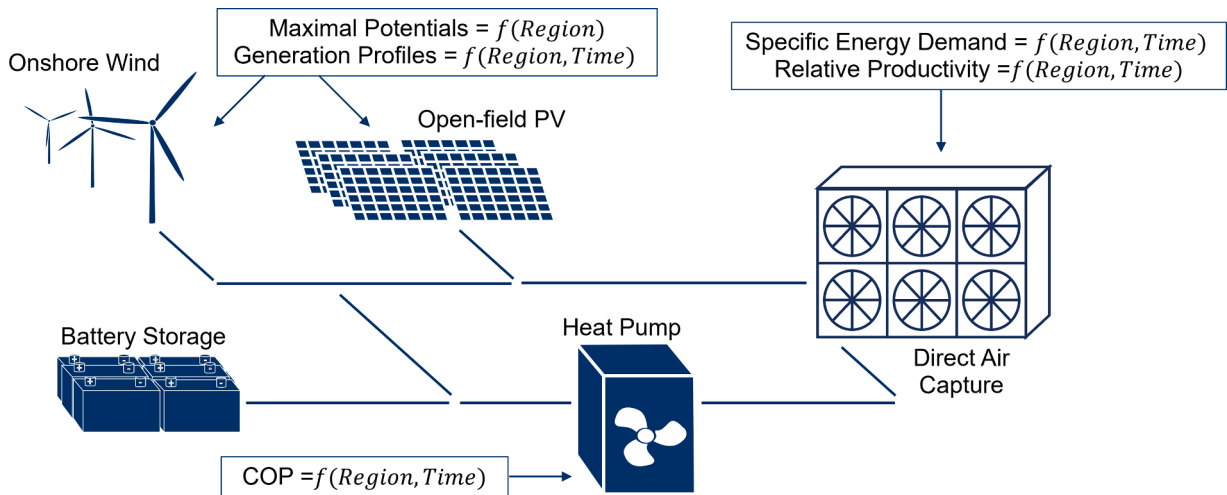 Maximal Potentials = f(Region)
Generation Profiles = f(Region, Time)
Specific Energy Demand = f(Region, Time)
Relative Productivity =f(Region, Time)
Onshore Wind
Open-field PV
Battery Storage
+ - + -
+ - + -
+ - + -
Heat Pump
Direct Air
Capture
COP =f(Region, Time)